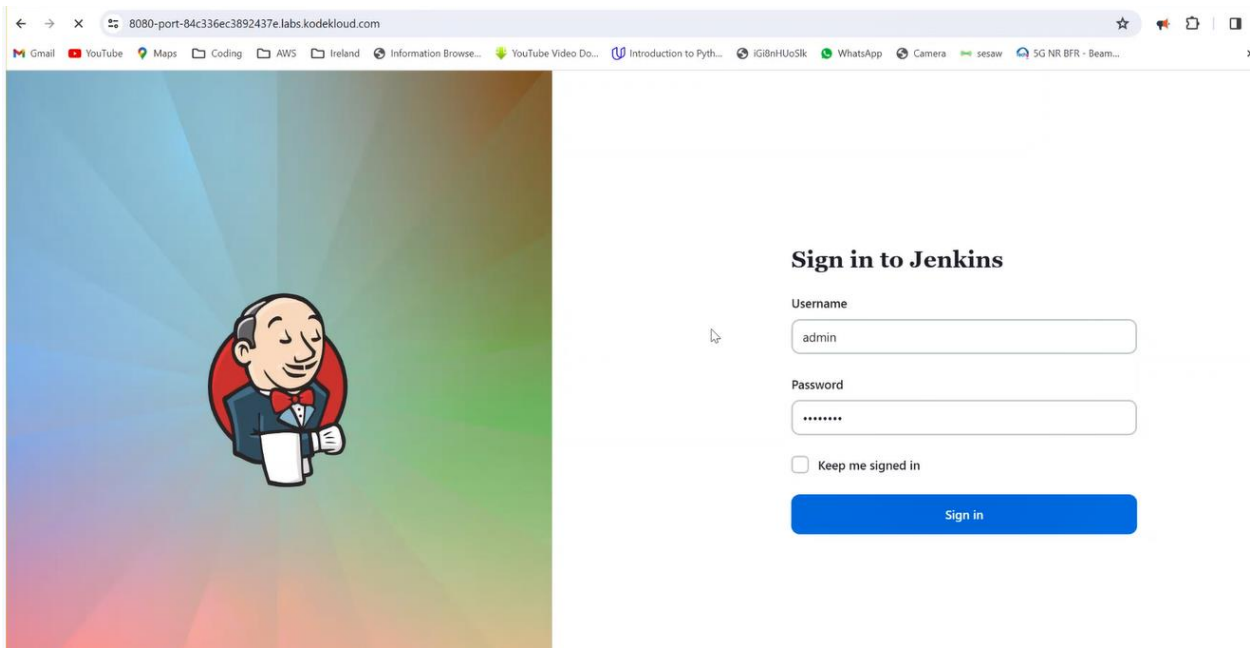 8080-port-84c336ec3892437e.labs.kodekloud.com
Gmail YouTube Maps Coding AWS Ireland Information Browse... YouTube Video Do... Introduction to Pyth... iGi8nHUoSlk WhatsApp Camera sesaw 5G NR BFR - Beam...
Sign in to Jenkins
Username
admin
Password
••••••••
Keep me signed in
Sign in